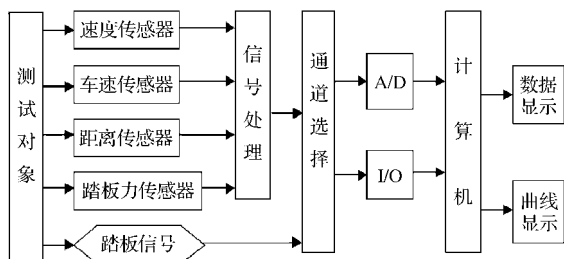 测试对象
速度传感器
车速传感器
距离传感器
踏板力传感器
踏板信号
信号处理
通道选择
A/D
I/O
计算机
数据
显示
曲线
显示